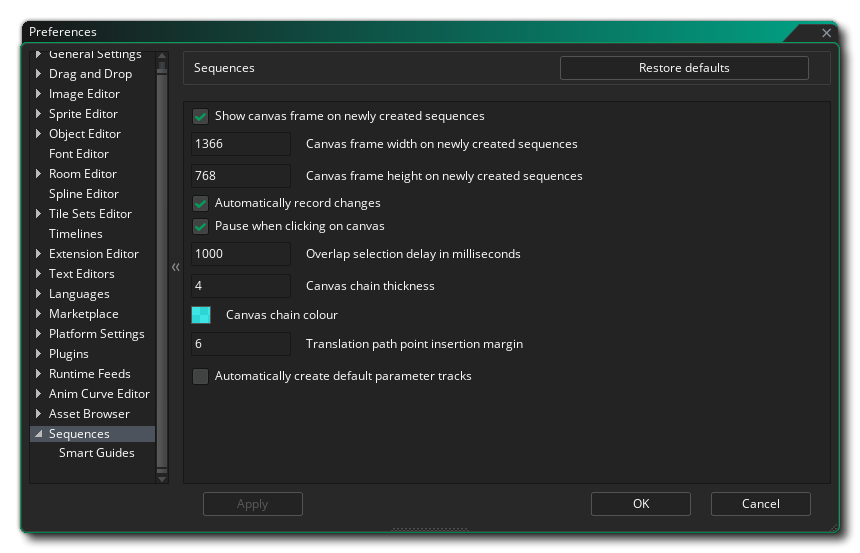 Preferences
General Settings
Drag and Drop
Image Editor
Sprite Editor
Object Editor
Font Editor
Room Editor
Spline Editor
Tile Sets Editor
Timelines
Extension Editor
Text Editors
Languages
Marketplace
Platform Settings
Plugins
Runtime Feeds
Anim Curve Editor
Asset Browser
Sequences
Smart Guides
Sequences
Restore defaults
Show canvas frame on newly created sequences
1366 Canvas frame width on newly created sequences
768 Canvas frame height on newly created sequences
Automatically record changes
Pause when clicking on canvas
1000 Overlap selection delay in milliseconds
4 Canvas chain thickness
Canvas chain colour
6 Translation path point insertion margin
Automatically create default parameter tracks
Apply
OK
Cancel